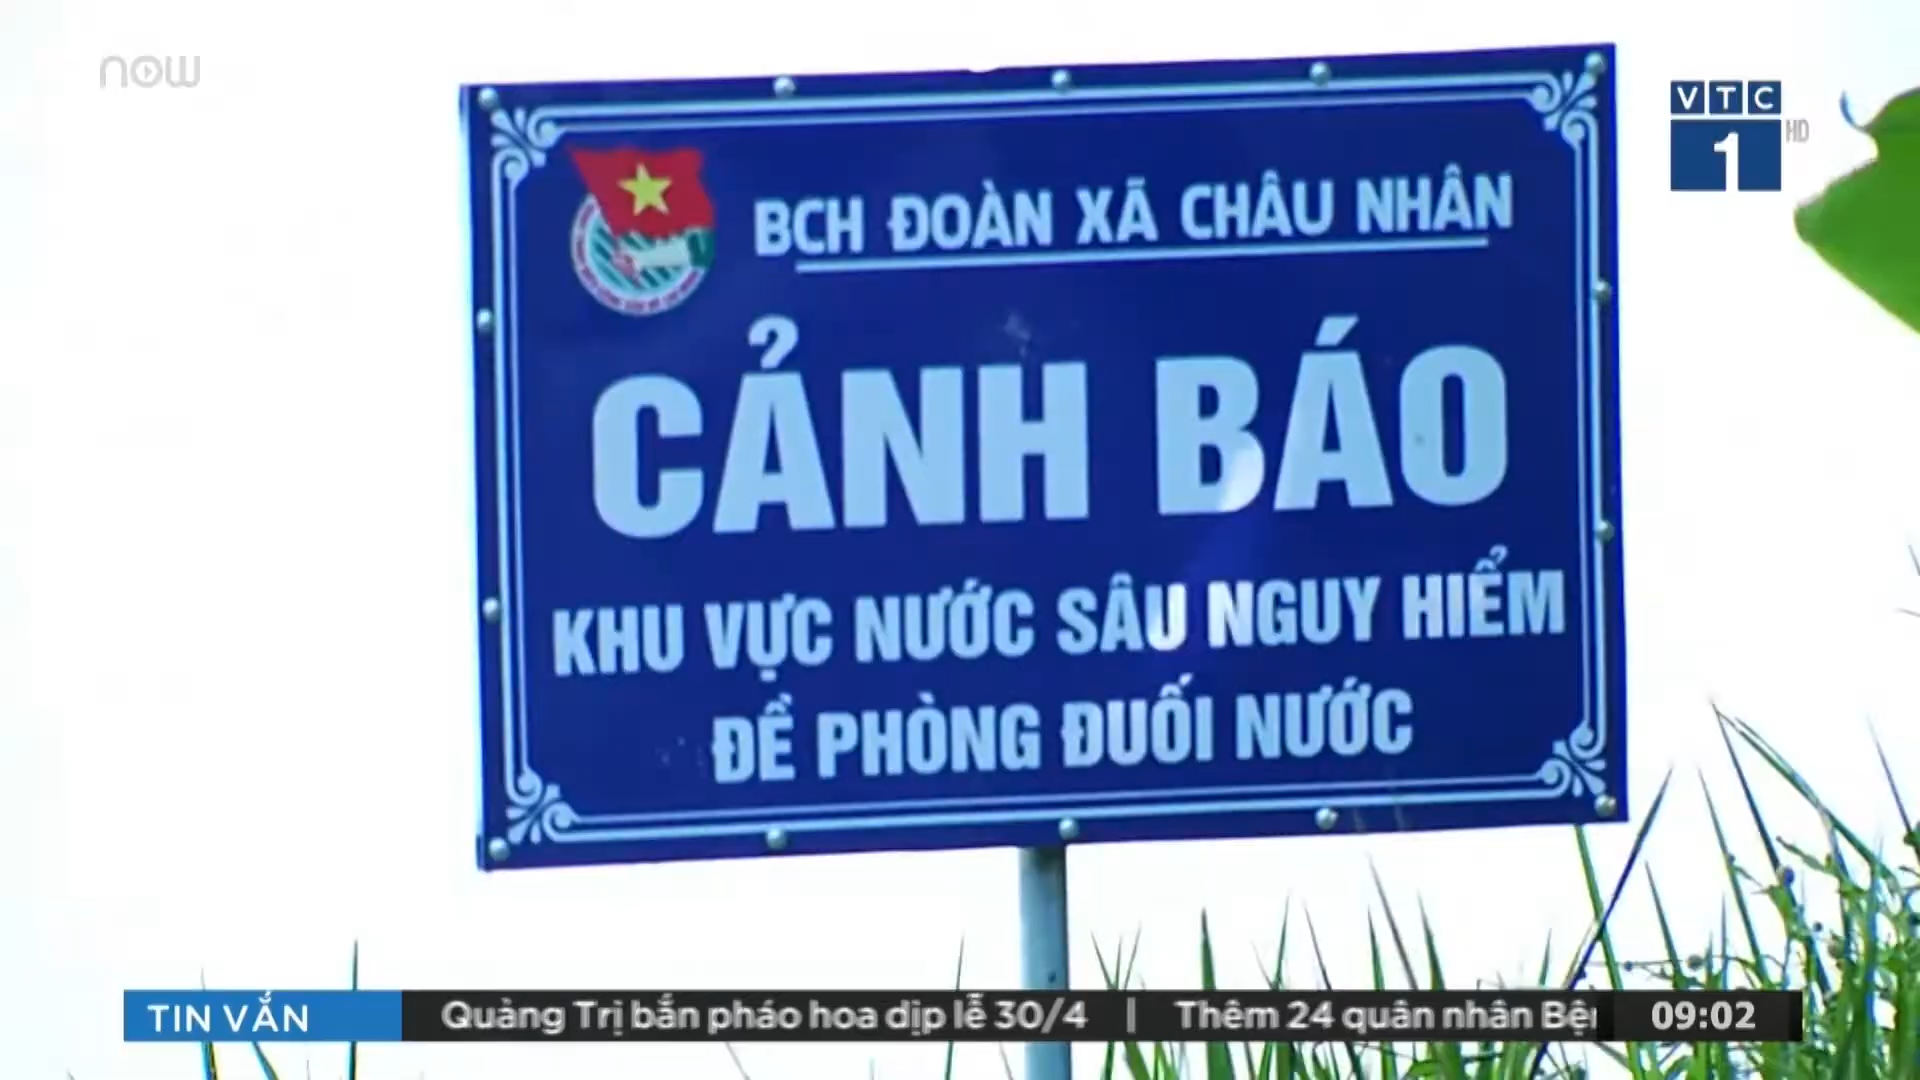 now
VTC
1 HD
BCH ĐOÀN XÃ CHÂU NHÂN
CẢNH BÁO
KHU VỰC NƯỚC SÂU NGUY HIỂM
ĐỀ PHÒNG ĐUỐI NƯỚC
TIN VẮN Quảng Trị bắn pháo hoa dịp lễ 30/4 | Thêm 24 quân nhân 09:02